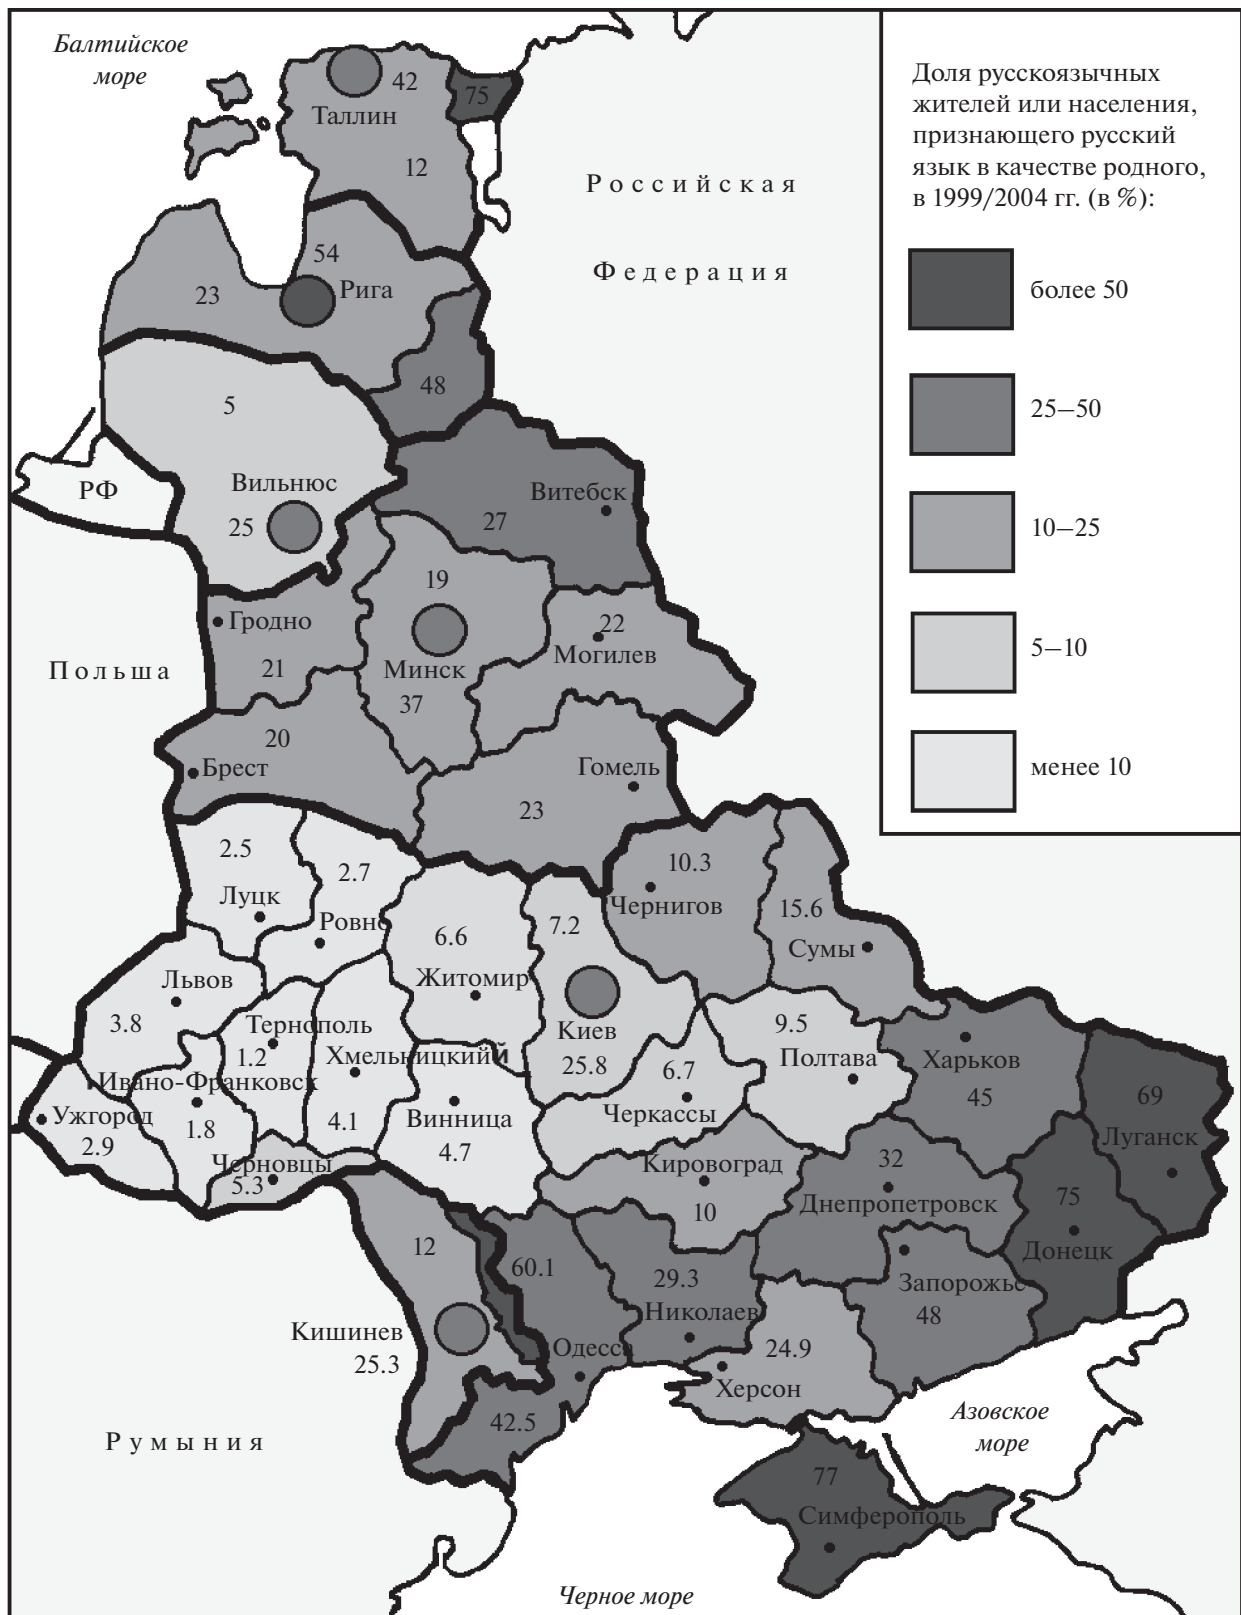 Балтийское
море
42
75
Таллин
12
Российская
Федерация
54
23
Рига
48
5
Вильнюс
25
РФ
Витебск
27
19
22
Гродно
Могилев
21
Минск
37
Польша
20
Брест
Гомель
23
2.5
2.7
10.3
Луцк
Чернигов
15.6
Ровно
7.2
6.6
Сумы
Львов
Житомир
3.8
Тернополь
Киев
9.5
1.2
Хмельницкий
25.8
6.7
Полтава
Харьков
45
69
Ивано-Франковск
Ужгород
1.8
4.1
Винница
Черкассы
2.9
4.7
Луганск
Черновцы
5.3
Кировоград
32
Днепропетровск
75
10
Донецк
12
60.1
29.3
Запорожье
Николаев
48
Кишинев
25.3
Одесса
24.9
Херсон
42.5
Румыния
Азовское
море
77
Симферополь
Черное море
Доля русскоязычных
жителей или населения,
признающего русский
язык в качестве родного,
в 1999/2004 гг. (в %):
более 50
25–50
10–25
5–10
менее 10